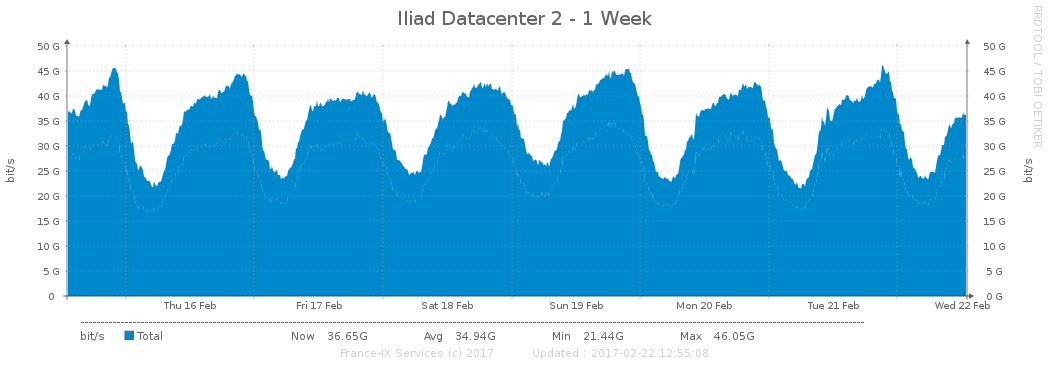 Iliad Datacenter 2 - 1 Week
RRDTOOL / TOBI OETIKER
50 G 50 G
45 G 45 G
40 G 40 G
35 G 35 G
30 G 30 G
25 G 25 G
20 G 20 G
15 G 15 G
10 G 10 G
5 G 5 G
0 0 G
bit/s bit/s
Thu 16 Feb Fri 17 Feb Sat 18 Feb Sun 19 Feb Mon 20 Feb Tue 21 Feb Wed 22 Feb
bit/s Total Now 36.65G Avg 34.94G Min 21.44G Max 46.05G
France-IX Services (c) 2017 Updated : 2017-02-22 12:55:08